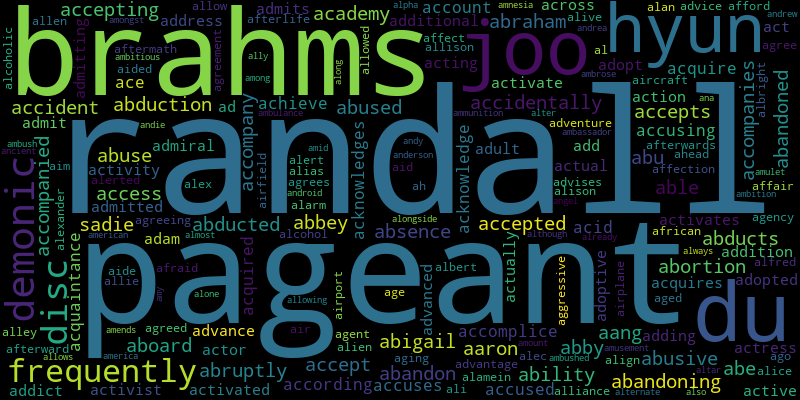 alcoholic accepting allen amongst admits allow afterlife address academy additional account alpha amnesia abraham across alan advice afford andrew
brahms joo hyun
admitting aftermath ambitious agreement ally among along allowed affect allison acting alive andrea al adopt act agree
accident aided ace abduction ad achieve abused activate accidentally acquire aircraft action ana albright
randall
admit andie ambulance accompany amid acknowledges ammunition alter accepts accompanies abandoned
ambush abuse admiral alert andy adult adventure ambrose ambassador accusing afterwards
ancient aim activity alias anderson acknowledge add actual abu ahead amulet
accompanied alerted alex airfield agrees android aid ah advises alison affection able affair ambition
demonic alexander access admitted alarm angel activates agency
disc sadie agreeing abducted abbey absence alongside accepted acid african abducts addition
acquaintance american almost alcohol actually although already always abortion alfred
pageant
adam afraid acquired age albert advanced aggressive adoptive airplane acquires adopted du
aide allie any alone allowing airport aged
alley amends agreed advance air agent abigail accomplice aang adding actress
afterward america aboard actor alien aaron amount abby amusement ago
allows abruptly accept aging alec ambushed align abusive abe alice
frequently according abandon advantage alamein ability abandoning altar
addict activist activated accuses ali accused alliance alternate also active